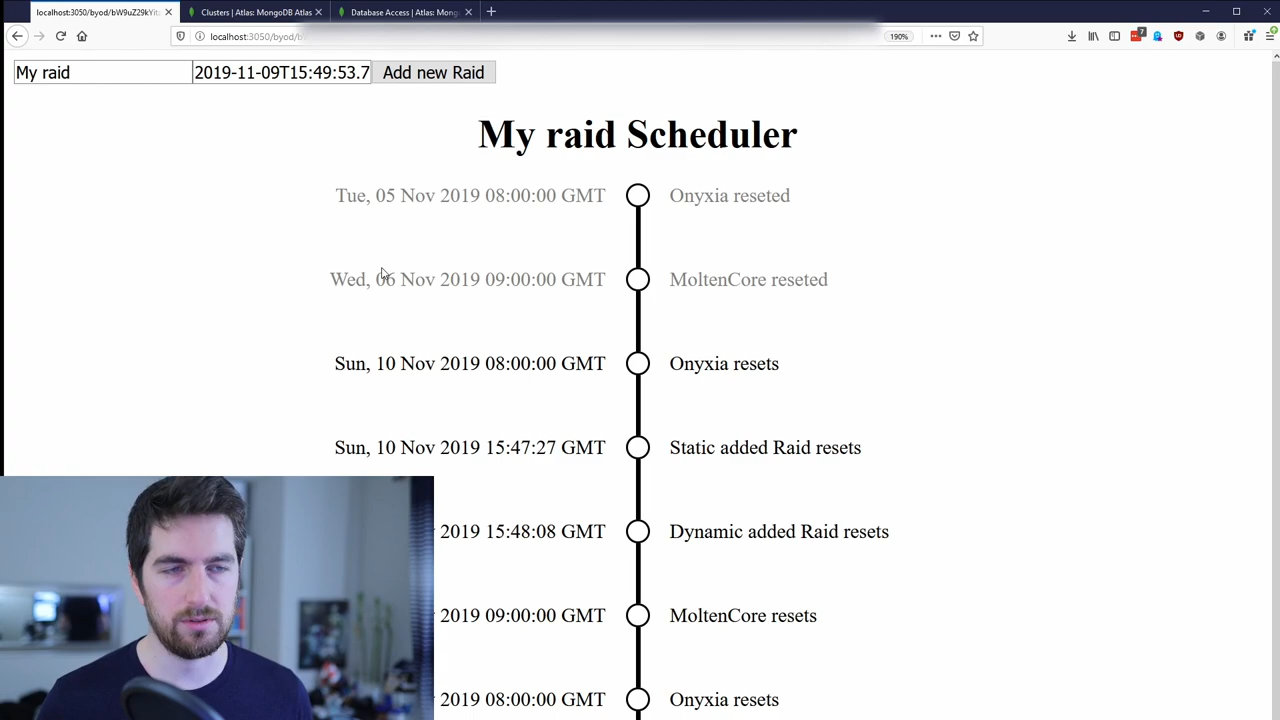 localhost:3050/byod/bW9uZ29kYit
Clusters | Atlas: MongoDB Atlas
Database Access | Atlas: Mong
localhost:3050/byod/b
190%
7
My raid
2019-11-09T15:49:53.7
Add new Raid
My raid Scheduler
Tue, 05 Nov 2019 08:00:00 GMT
Onyxia reseted
Wed, 06 Nov 2019 09:00:00 GMT
MoltenCore reseted
Sun, 10 Nov 2019 08:00:00 GMT
Onyxia resets
Sun, 10 Nov 2019 15:47:27 GMT
Static added Raid resets
2019 15:48:08 GMT
Dynamic added Raid resets
2019 09:00:00 GMT
MoltenCore resets
2019 08:00:00 GMT
Onyxia resets